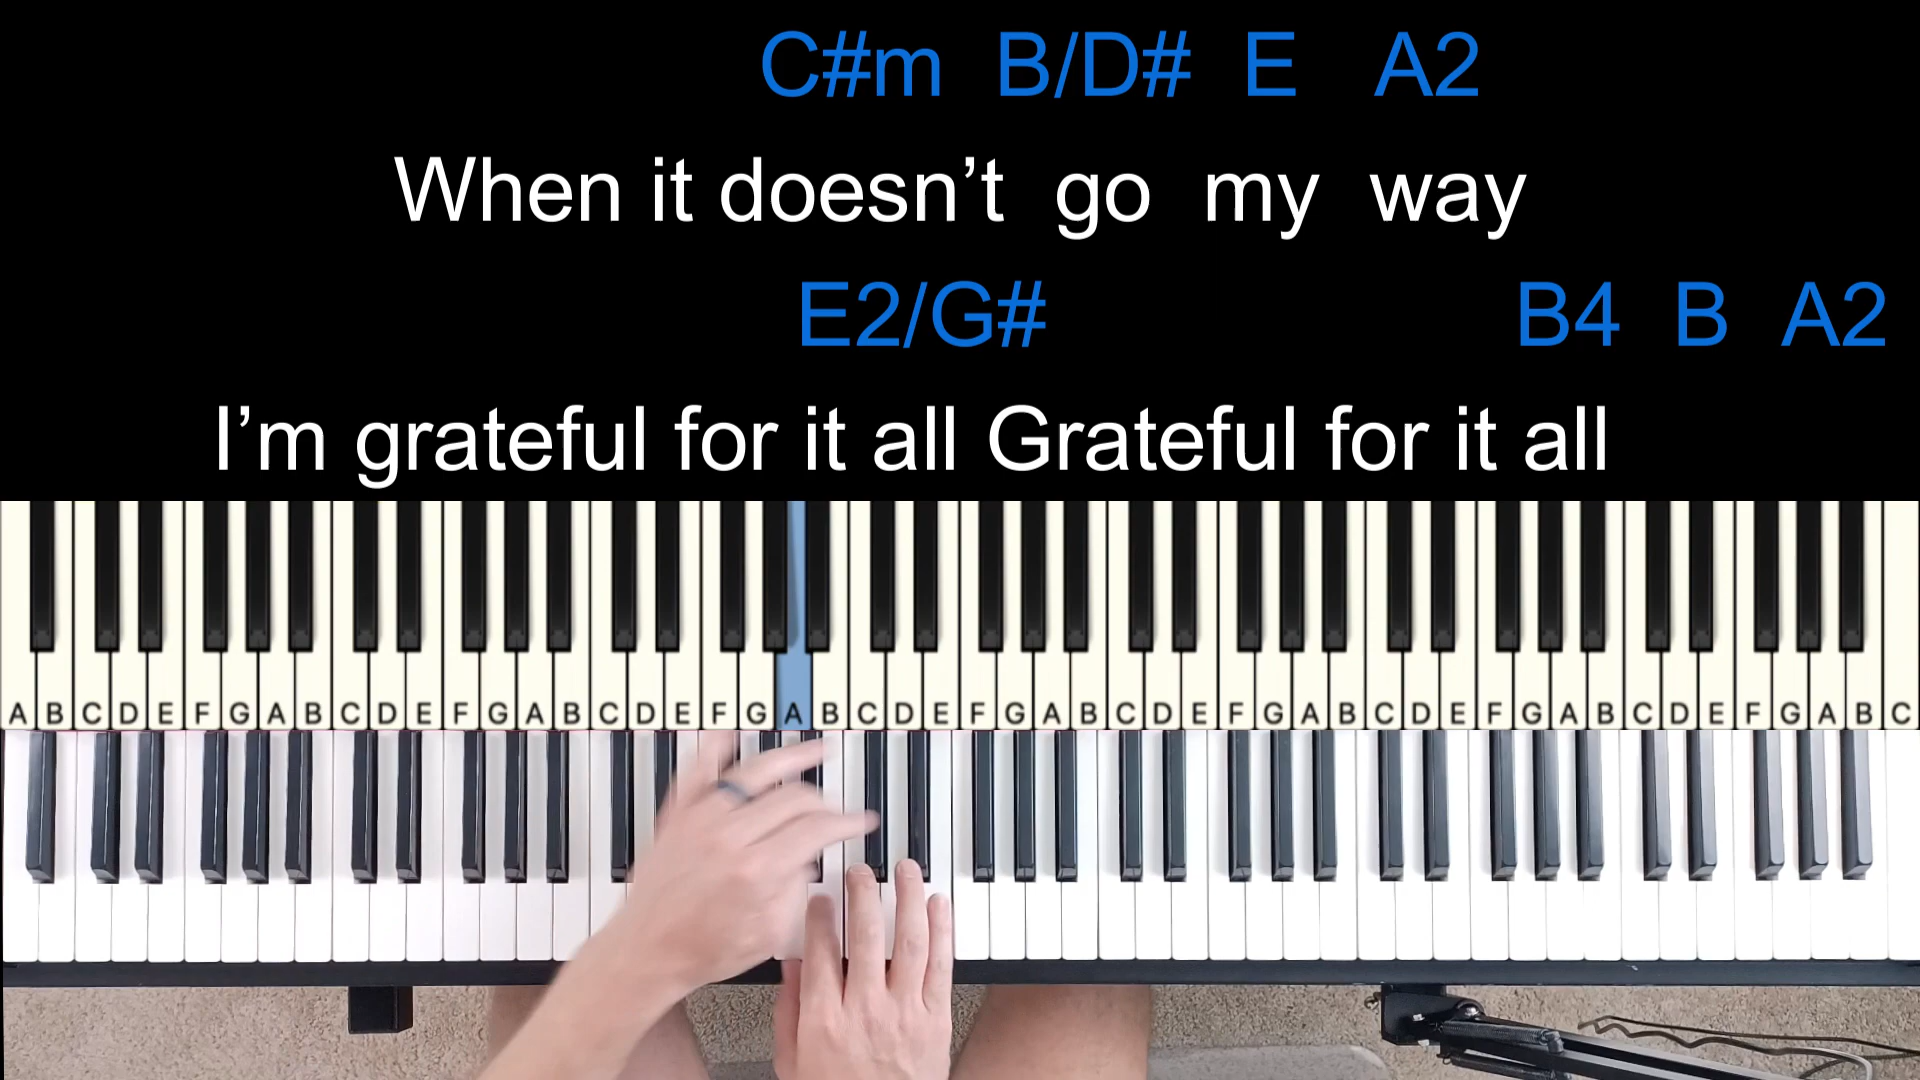 C#m B/D# E A2
When it doesn’t go my way
E2/G# B4 B A2
I’m grateful for it all Grateful for it all
A B C D E F G A B C D E F G A B C D E F G A B C D E F G A B C D E F G A B C D E F G A B C D E F G A B C